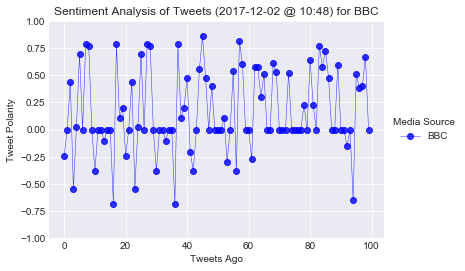 Sentiment Analysis of Tweets (2017-12-02 @ 10:48) for BBC
1.00
0.75
0.50
0.25
0.00
−0.25
−0.50
−0.75
−1.00
Tweet Polarity
0 20 40 60 80 100
Tweets Ago
Media Source
BBC